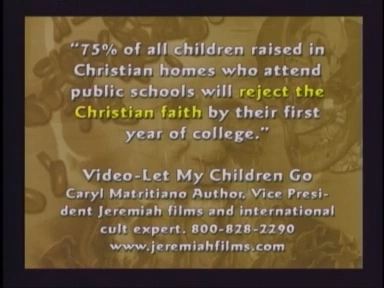 "75% of all children raised in
Christian homes who attend
public schools will reject the
Christian faith by their first
year of college."
Video-Let My Children Go
Caryl Matritiano Author, Vice Presi-
dent Jeremiah films and international
cult expert. 800-828-2290
www.jeremiahfilms.com